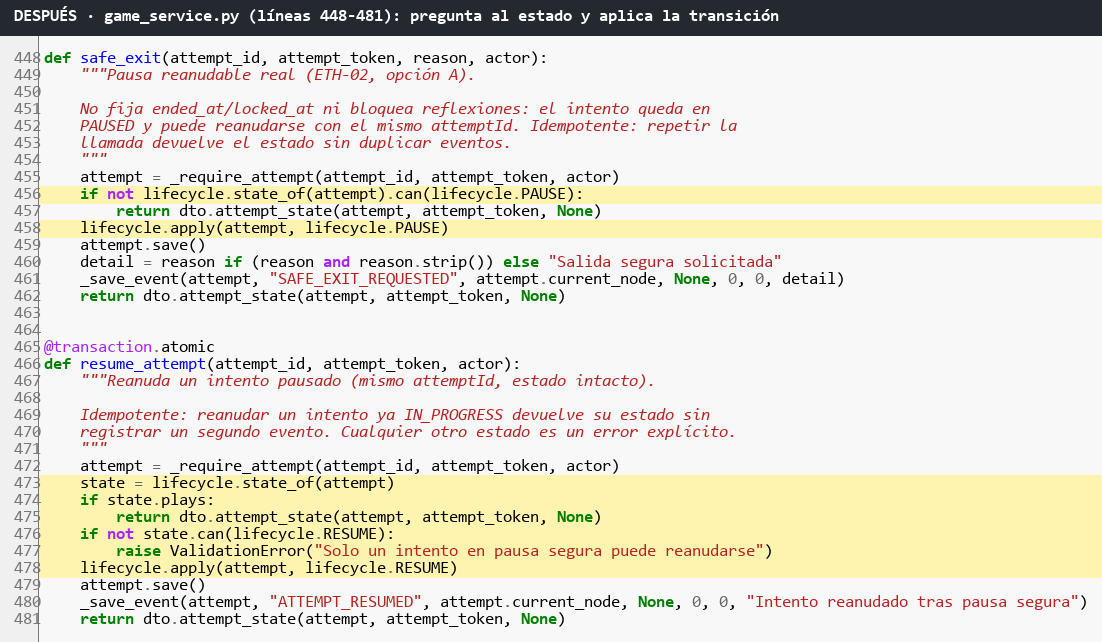 DESPUÉS · game_service.py (líneas 448-481): pregunta al estado y aplica la transición
448 def safe_exit(attempt_id, attempt_token, reason, actor):
449     """Pausa reanudable real (ETH-02, opción A).
450
451     No fija ended_at/locked_at ni bloquea reflexiones: el intento queda en
452     PAUSED y puede reanudarse con el mismo attemptId. Idempotente: repetir la
453     llamada devuelve el estado sin duplicar eventos.
454     """
455     attempt = _require_attempt(attempt_id, attempt_token, actor)
456     if not lifecycle.state_of(attempt).can(lifecycle.PAUSE):
457         return dto.attempt_state(attempt, attempt_token, None)
458     lifecycle.apply(attempt, lifecycle.PAUSE)
459     attempt.save()
460     detail = reason if (reason and reason.strip()) else "Salida segura solicitada"
461     _save_event(attempt, "SAFE_EXIT_REQUESTED", attempt.current_node, None, 0, 0, detail)
462     return dto.attempt_state(attempt, attempt_token, None)
463
464
465 @transaction.atomic
466 def resume_attempt(attempt_id, attempt_token, actor):
467     """Reanuda un intento pausado (mismo attemptId, estado intacto).
468
469     Idempotente: reanudar un intento ya IN_PROGRESS devuelve su estado sin
470     registrar un segundo evento. Cualquier otro estado es un error explícito.
471     """
472     attempt = _require_attempt(attempt_id, attempt_token, actor)
473     state = lifecycle.state_of(attempt)
474     if state.plays:
475         return dto.attempt_state(attempt, attempt_token, None)
476     if not state.can(lifecycle.RESUME):
477         raise ValidationError("Solo un intento en pausa segura puede reanudarse")
478     lifecycle.apply(attempt, lifecycle.RESUME)
479     attempt.save()
480     _save_event(attempt, "ATTEMPT_RESUMED", attempt.current_node, None, 0, 0, "Intento reanudado tras pausa segura")
481     return dto.attempt_state(attempt, attempt_token, None)